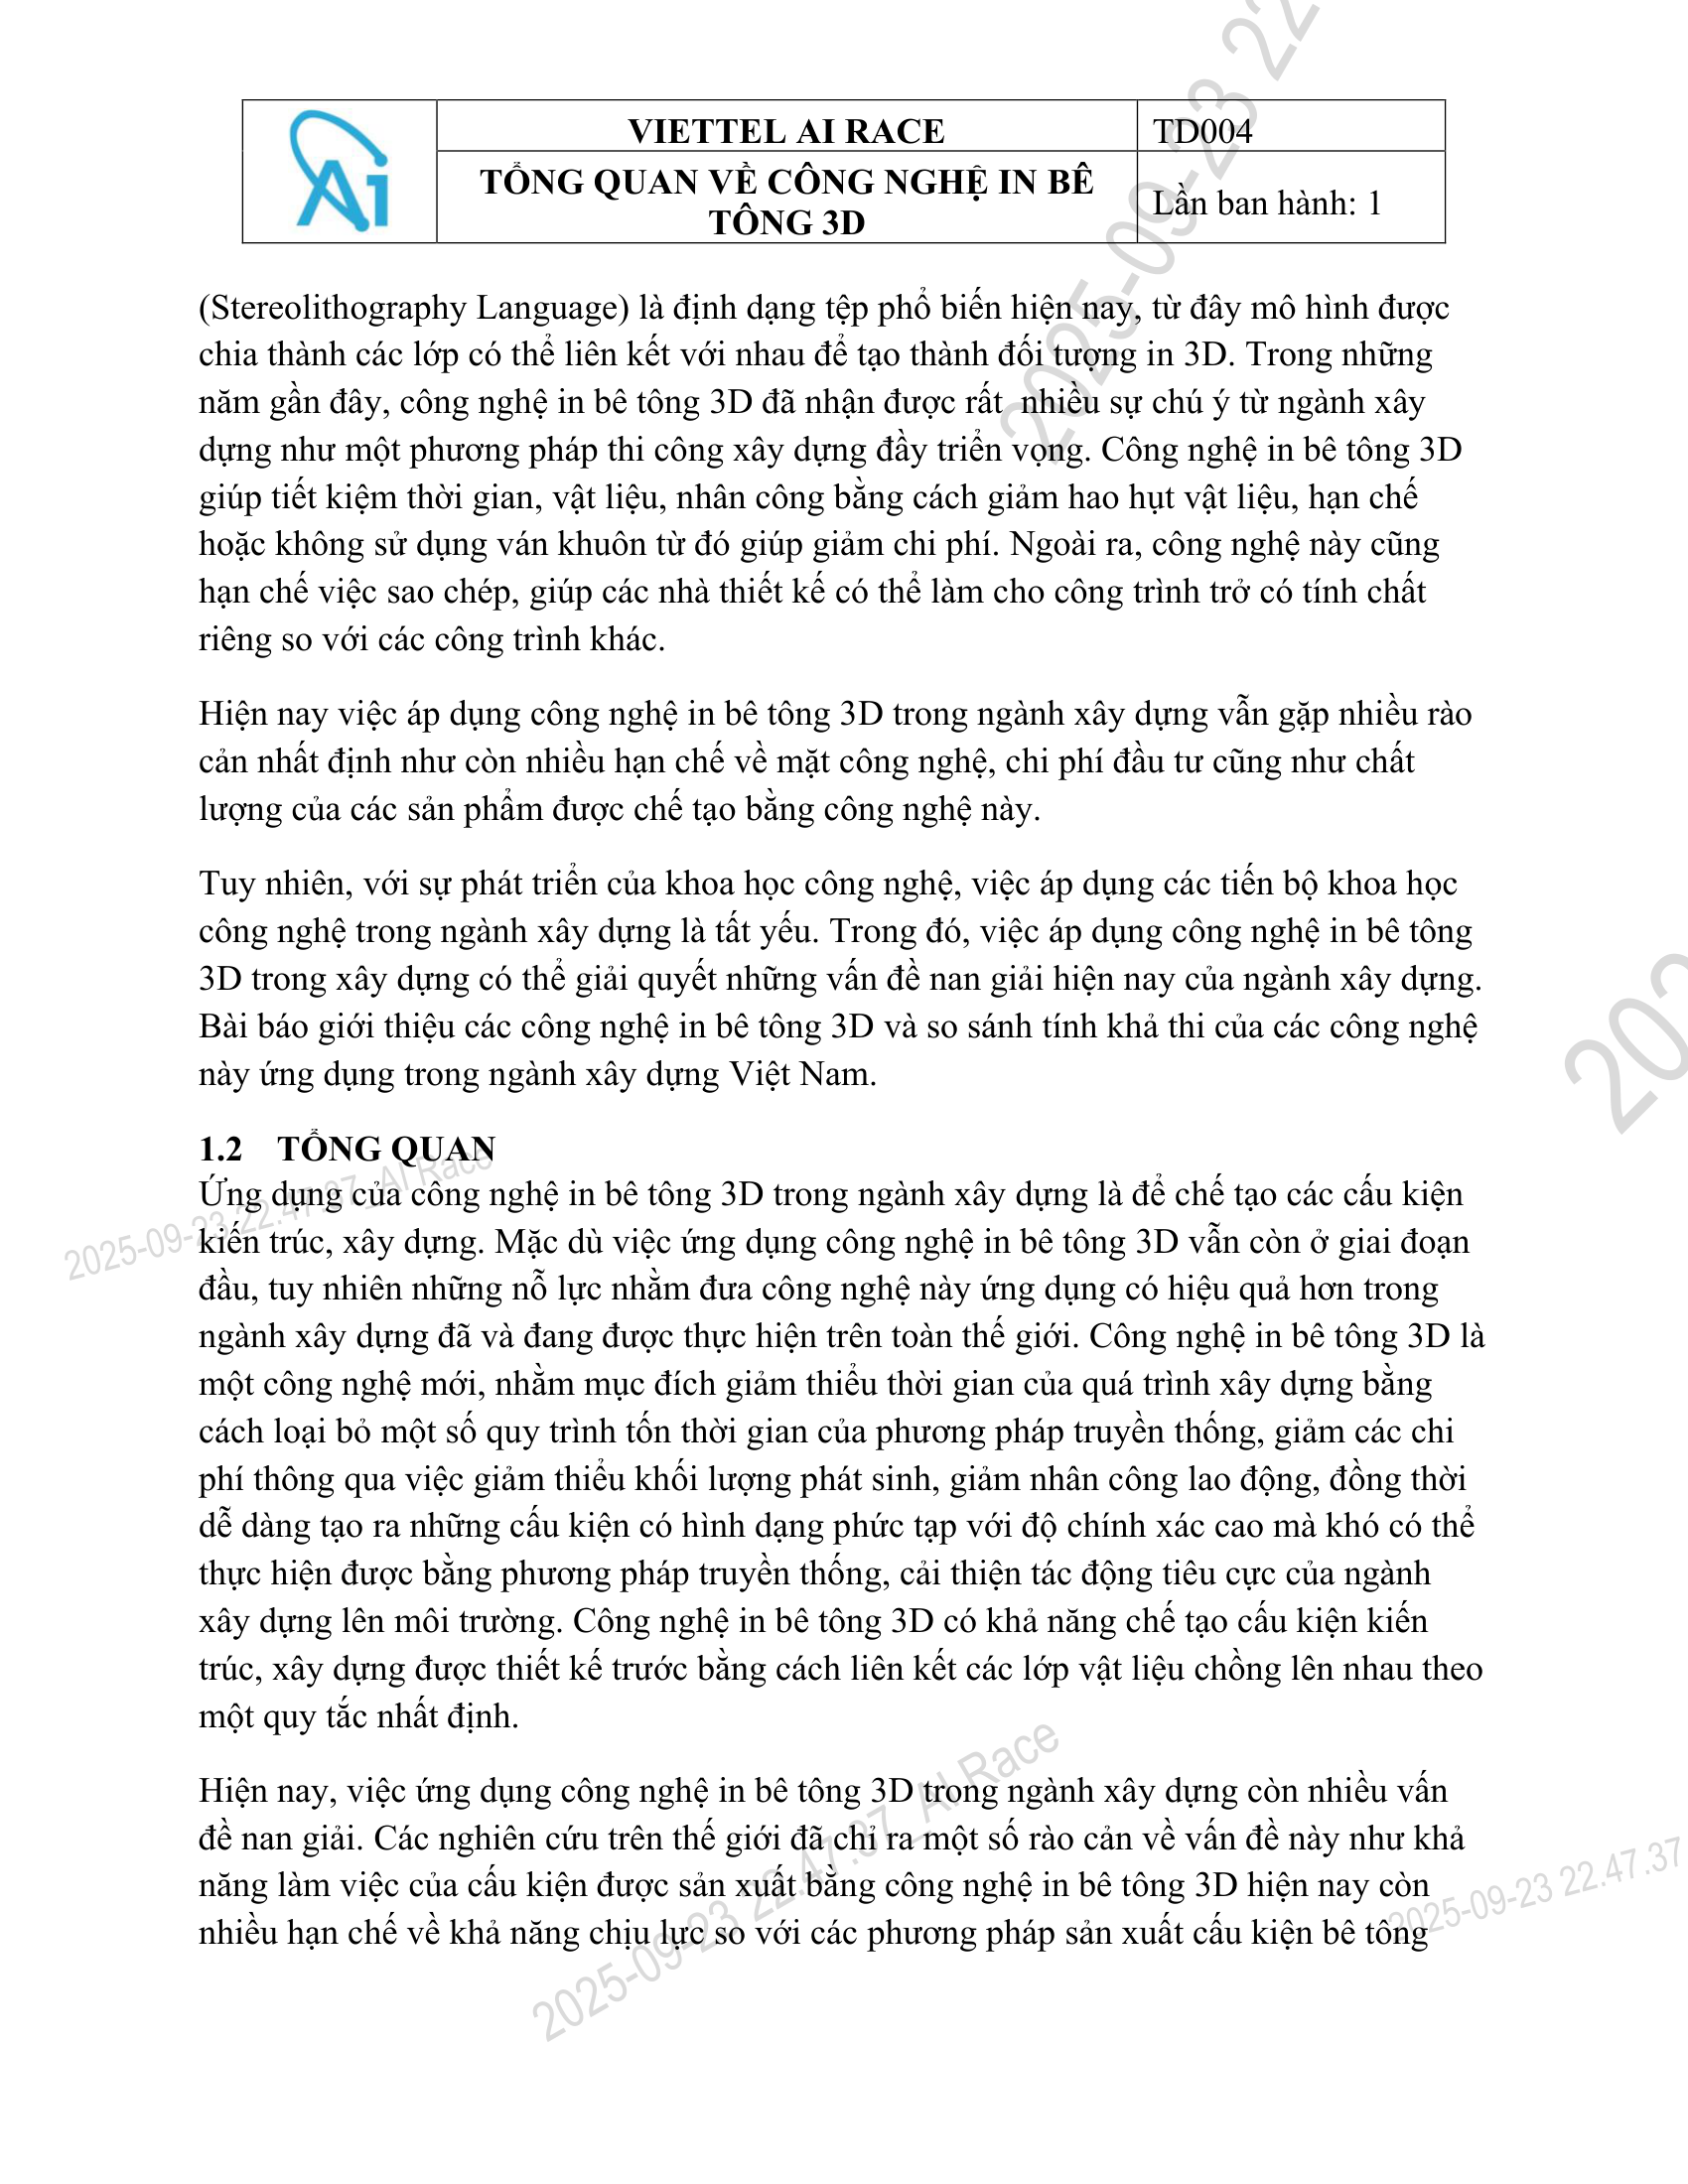 Ai
VIETTEL AI RACE
TD004
TỔNG QUAN VỀ CÔNG NGHỆ IN BÊ
TÔNG 3D
Lần ban hành: 1
(Stereolithography Language) là định dạng tệp phổ biến hiện nay, từ đây mô hình được
chia thành các lớp có thể liên kết với nhau để tạo thành đối tượng in 3D. Trong những
năm gần đây, công nghệ in bê tông 3D đã nhận được rất  nhiều sự chú ý từ ngành xây
dựng như một phương pháp thi công xây dựng đầy triển vọng. Công nghệ in bê tông 3D
giúp tiết kiệm thời gian, vật liệu, nhân công bằng cách giảm hao hụt vật liệu, hạn chế
hoặc không sử dụng ván khuôn từ đó giúp giảm chi phí. Ngoài ra, công nghệ này cũng
hạn chế việc sao chép, giúp các nhà thiết kế có thể làm cho công trình trở có tính chất
riêng so với các công trình khác.
Hiện nay việc áp dụng công nghệ in bê tông 3D trong ngành xây dựng vẫn gặp nhiều rào
cản nhất định như còn nhiều hạn chế về mặt công nghệ, chi phí đầu tư cũng như chất
lượng của các sản phẩm được chế tạo bằng công nghệ này.
Tuy nhiên, với sự phát triển của khoa học công nghệ, việc áp dụng các tiến bộ khoa học
công nghệ trong ngành xây dựng là tất yếu. Trong đó, việc áp dụng công nghệ in bê tông
3D trong xây dựng có thể giải quyết những vấn đề nan giải hiện nay của ngành xây dựng.
Bài báo giới thiệu các công nghệ in bê tông 3D và so sánh tính khả thi của các công nghệ
này ứng dụng trong ngành xây dựng Việt Nam.
1.2 TỔNG QUAN
Ứng dụng của công nghệ in bê tông 3D trong ngành xây dựng là để chế tạo các cấu kiện
kiến trúc, xây dựng. Mặc dù việc ứng dụng công nghệ in bê tông 3D vẫn còn ở giai đoạn
đầu, tuy nhiên những nỗ lực nhằm đưa công nghệ này ứng dụng có hiệu quả hơn trong
ngành xây dựng đã và đang được thực hiện trên toàn thế giới. Công nghệ in bê tông 3D là
một công nghệ mới, nhằm mục đích giảm thiểu thời gian của quá trình xây dựng bằng
cách loại bỏ một số quy trình tốn thời gian của phương pháp truyền thống, giảm các chi
phí thông qua việc giảm thiểu khối lượng phát sinh, giảm nhân công lao động, đồng thời
dễ dàng tạo ra những cấu kiện có hình dạng phức tạp với độ chính xác cao mà khó có thể
thực hiện được bằng phương pháp truyền thống, cải thiện tác động tiêu cực của ngành
xây dựng lên môi trường. Công nghệ in bê tông 3D có khả năng chế tạo cấu kiện kiến
trúc, xây dựng được thiết kế trước bằng cách liên kết các lớp vật liệu chồng lên nhau theo
một quy tắc nhất định.
Hiện nay, việc ứng dụng công nghệ in bê tông 3D trong ngành xây dựng còn nhiều vấn
đề nan giải. Các nghiên cứu trên thế giới đã chỉ ra một số rào cản về vấn đề này như khả
năng làm việc của cấu kiện được sản xuất bằng công nghệ in bê tông 3D hiện nay còn
nhiều hạn chế về khả năng chịu lực so với các phương pháp sản xuất cấu kiện bê tông
2025-09-23 22
202
2025-09-23 22.47.37_AI Race
2025-09-23 22.47.37_AI Race
2025-09-23 22.47.37